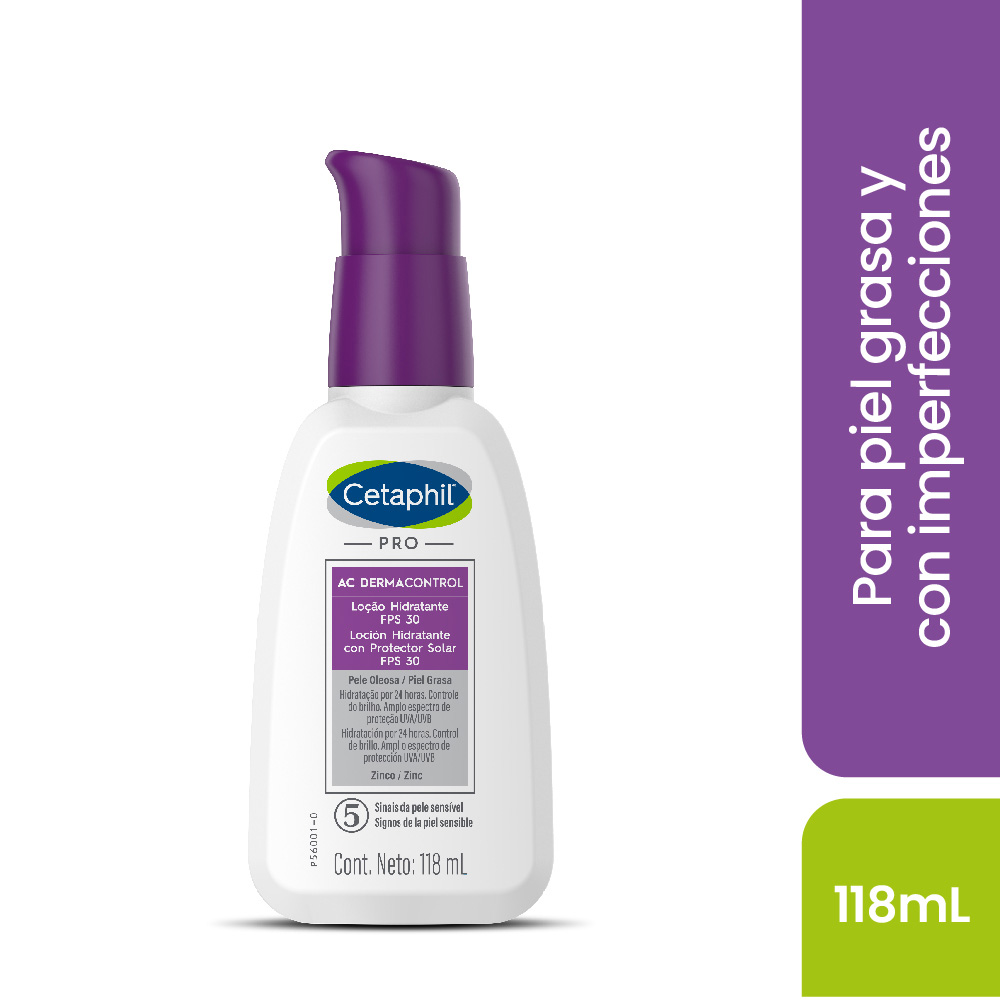 Cetaphil
PRO
AC DERMACONTROL
Loção Hidratante
FPS 30
Loción Hidratante
con Protector Solar
FPS 30
Pele Oleosa / Piel Grasa
Hidratação por 24 horas. Controle
do brilho. Amplo espectro de
proteção UVA/UVB
Hidratación por 24 horas. Control
de brillo. Amplio espectro de
protección UVA/UVB
Zinco / Zinc
5
Sinais da pele sensível
Signos de la piel sensible
P56001-0
Cont. Neto: 118 mL
Para piel grasa y
con imperfecciones
118mL